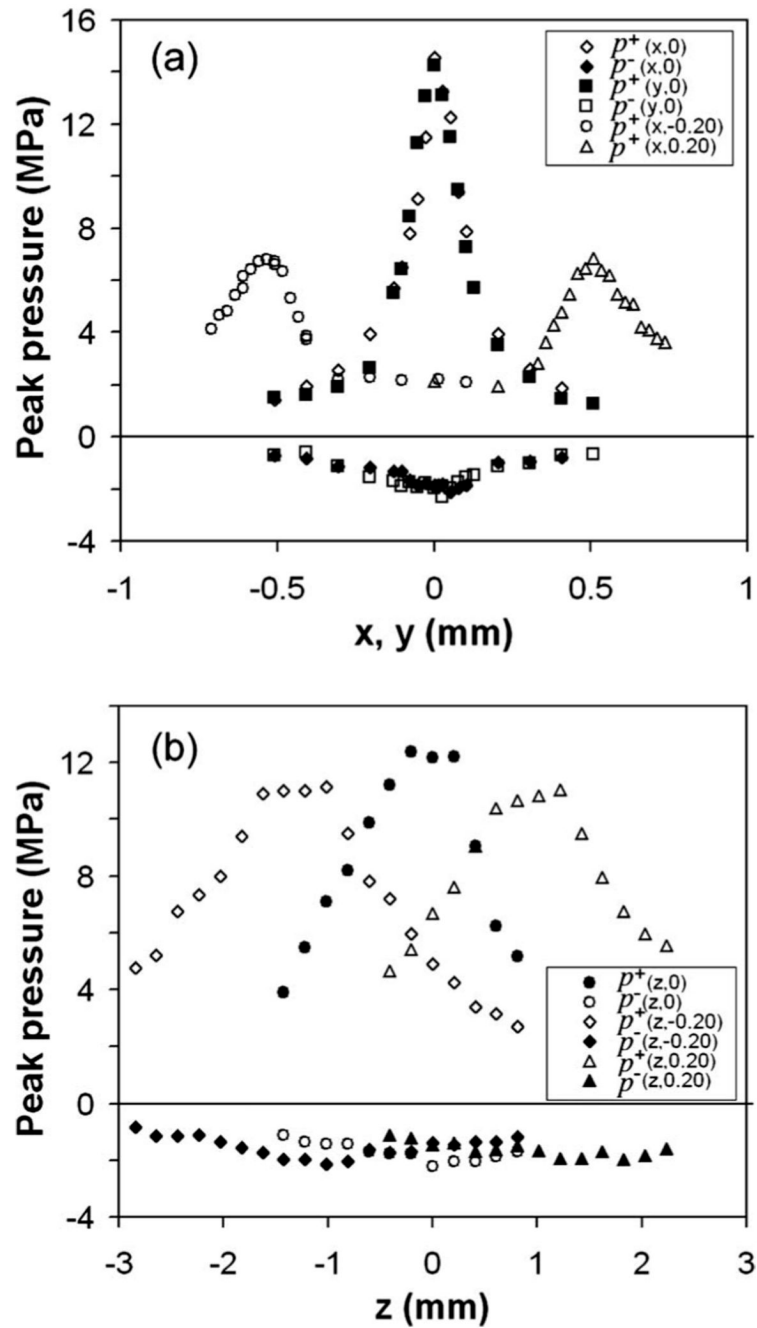 16
(a)
p+ (x,0)
p- (x,0)
p+ (y,0)
p- (y,0)
p+ (x,-0.20)
p+ (x,0.20)
12
8
4
0
-4
Peak pressure (MPa)
-1 -0.5 0 0.5 1
x, y (mm)
(b)
12
8
4
0
-4
Peak pressure (MPa)
p+ (z,0)
p- (z,0)
p+ (z,-0.20)
p- (z,-0.20)
p+ (z,0.20)
p- (z,0.20)
-3 -2 -1 0 1 2 3
z (mm)